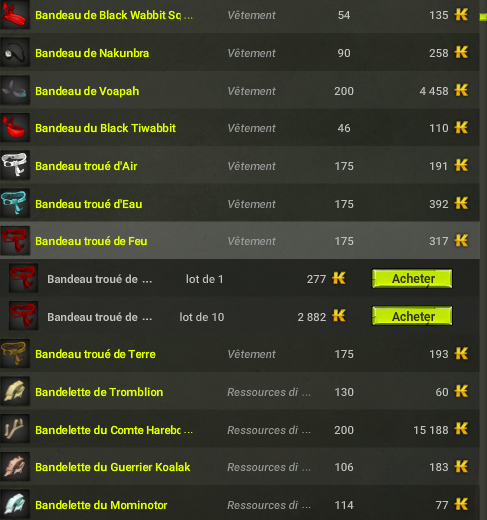 Bandeau de Black Wabbit Sq ... Vêtement 54 135
Bandeau de Nakunbra Vêtement 90 258
Bandeau de Voapah Vêtement 200 4 458
Bandeau du Black Tiwabbit Vêtement 46 110
Bandeau troué d'Air Vêtement 175 191
Bandeau troué d'Eau Vêtement 175 392
Bandeau troué de Feu Vêtement 175 317
Bandeau troué de ... lot de 1 277 Acheter
Bandeau troué de ... lot de 10 2 882 Acheter
Bandeau troué de Terre Vêtement 175 193
Bandelette de Tromblion Ressources di ... 130 60
Bandelette du Comte Harebo ... Ressources di ... 200 15 188
Bandelette du Guerrier Koalak Ressources di ... 106 183
Bandelette du Mominotor Ressources di ... 114 77